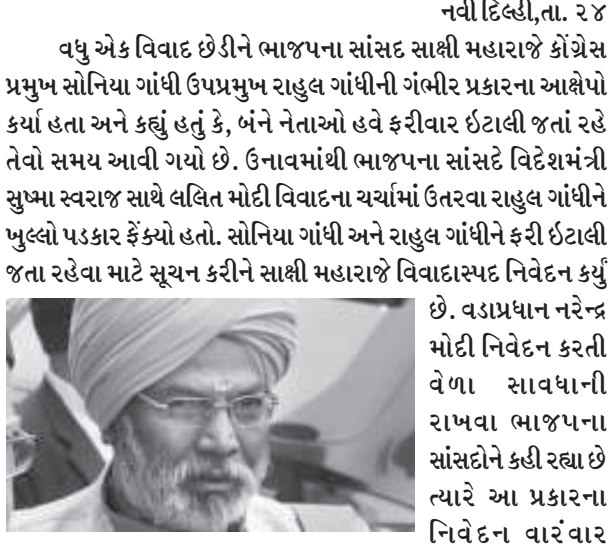 નવી દિલ્હી,તા. ૨૪
વધુ એક વિવાદ છેડીને ભાજપના સાંસદ સાક્ષી મહારાજે કોંગ્રેસ
પ્રમુખ સોનિયા ગાંધી ઉપપ્રમુખ રાહુલ ગાંધીની ગંભીર પ્રકારના આક્ષેપો
કર્યા હતા અને કહ્યું હતું કે, બંને નેતાઓ હવે ફરીવાર ઇટાલી જતાં રહે
તેવો સમય આવી ગયો છે. ઉનાવમાંથી ભાજપના સાંસદે વિદેશમંત્રી
સુષ્મા સ્વરાજ સાથે લલિત મોદી વિવાદના ચર્ચામાં ઉતરવા રાહુલ ગાંધીને
ખુલ્લો પડકાર ફેંક્યો હતો. સોનિયા ગાંધી અને રાહુલ ગાંધીને ફરી ઇટાલી
જતા રહેવા માટે સૂચન કરીને સાક્ષી મહારાજે વિવાદાસ્પદ નિવેદન કર્યું
છે. વડાપ્રધાન નરેન્દ્ર
મોદી નિવેદન કરતી
વેળા સાવધાની
રાખવા ભાજપના
સાંસદોને કહી રહ્યા છે
ત્યારે આ પ્રકારના
નિવેદન વારંવાર